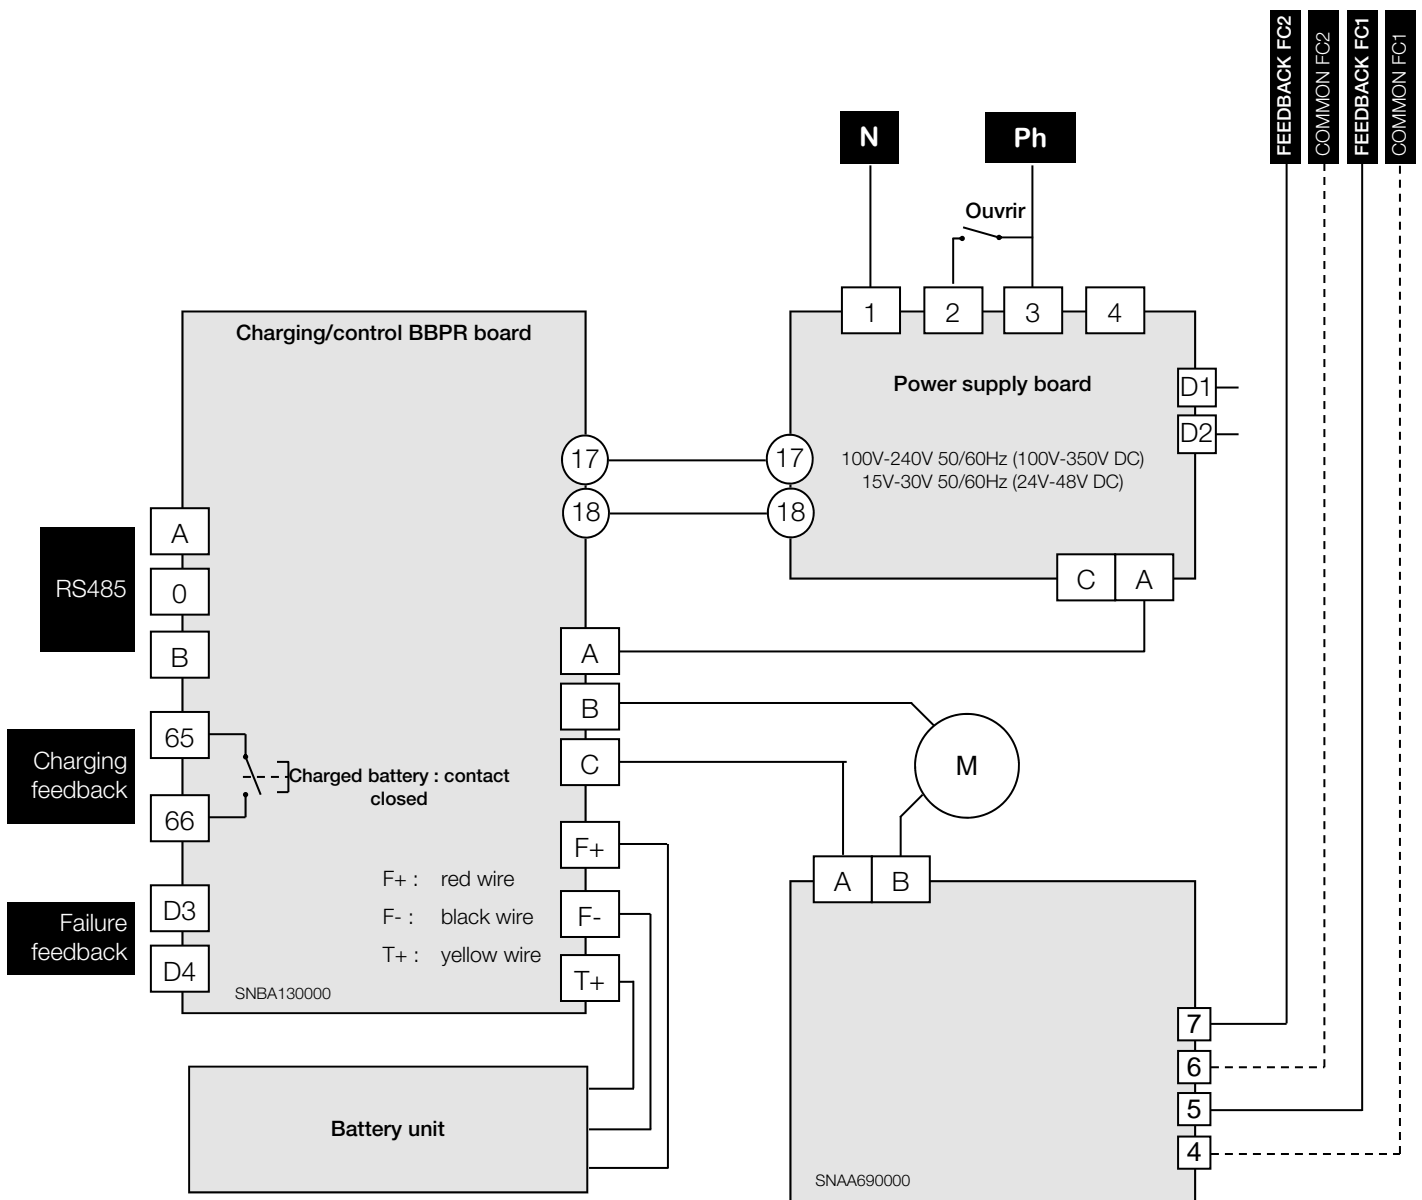 FEEDBACK FC2
COMMON FC2
FEEDBACK FC1
COMMON FC1
N
Ph
Ouvrir
1
2
3
4
Power supply board
D1
D2
100V-240V 50/60Hz (100V-350V DC)
15V-30V 50/60Hz (24V-48V DC)
17
18
C
A
Charging/control BBPR board
17
18
RS485
A
0
B
Charging
feedback
65
66
Charged battery : contact
closed
Failure
feedback
D3
D4
A
B
C
F+
F-
T+
F+ : red wire
F- : black wire
T+ : yellow wire
SNBA130000
M
A
B
7
6
5
4
SNAA690000
Battery unit